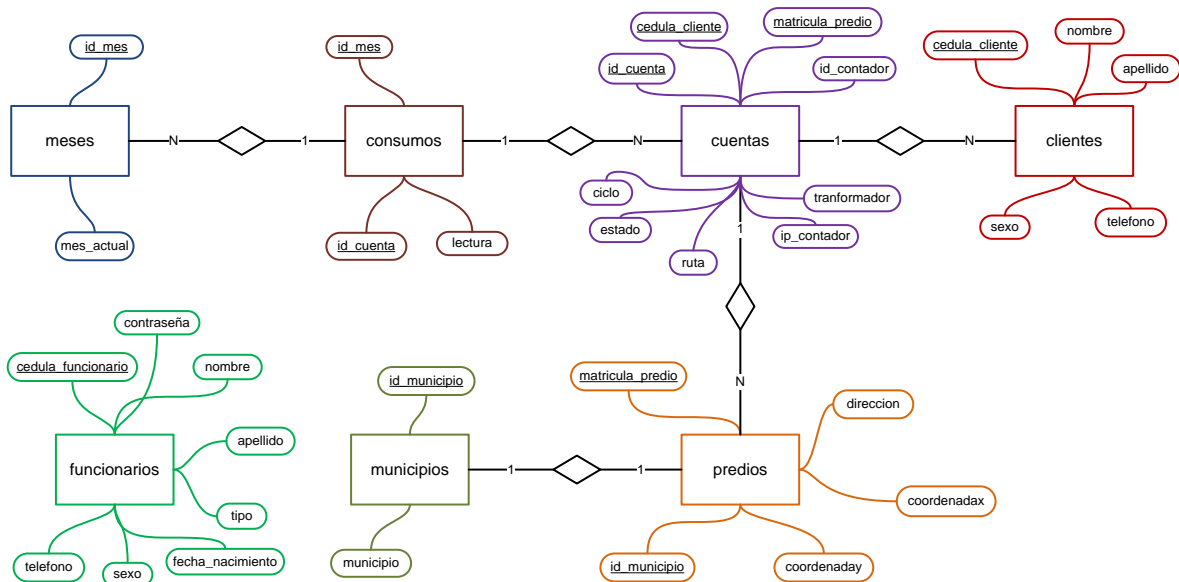 cedula_cliente
matricula_predio
nombre
id_mes
id_mes
cedula_cliente
id_cuenta
id_contador
apellido
meses
N
1
consumos
1
N
cuentas
1
N
clientes
ciclo
tranformador
mes_actual
id_cuenta
lectura
estado
ip_contador
sexo
telefono
ruta
1
contraseña
cedula_funcionario
nombre
id_municipio
matricula_predio
N
direccion
funcionarios
apellido
municipios
1
1
predios
coordenadax
tipo
telefono
sexo
fecha_nacimiento
municipio
id_municipio
coordenaday